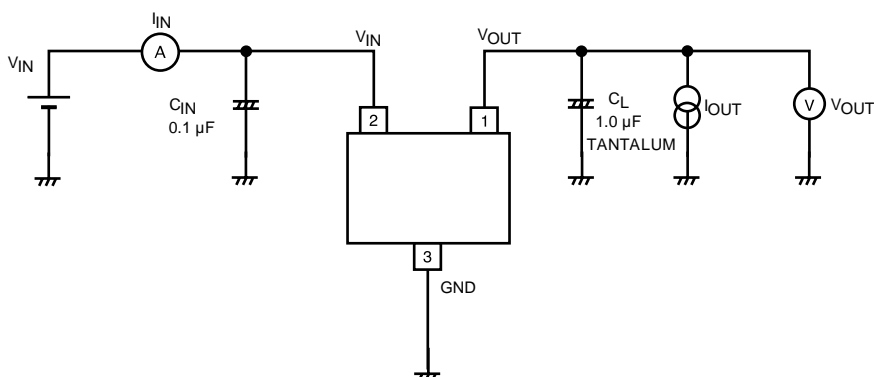 IIN
A
VIN
VIN
CIN
0.1 µF
2
VOUT
1
CL
1.0 µF
TANTALUM
IOUT
V
VOUT
3
GND